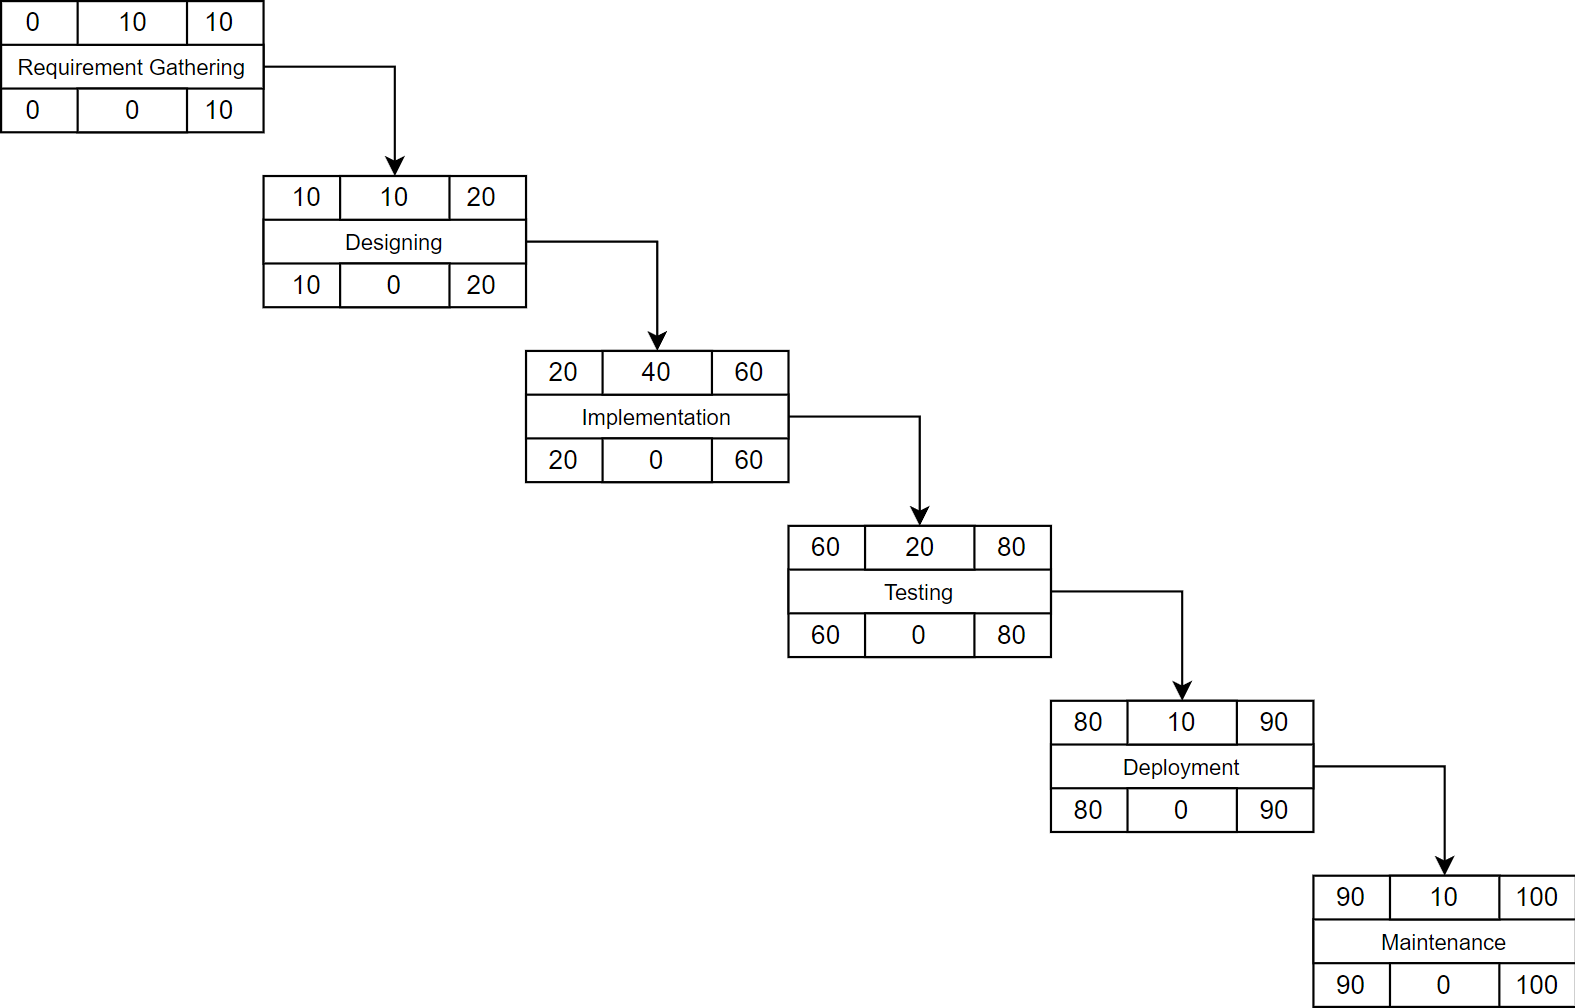 0 10 10
Requirement Gathering
0 0 10
10 10 20
Designing
10 0 20
20 40 60
Implementation
20 0 60
60 20 80
Testing
60 0 80
80 10 90
Deployment
80 0 90
90 10 100
Maintenance
90 0 100